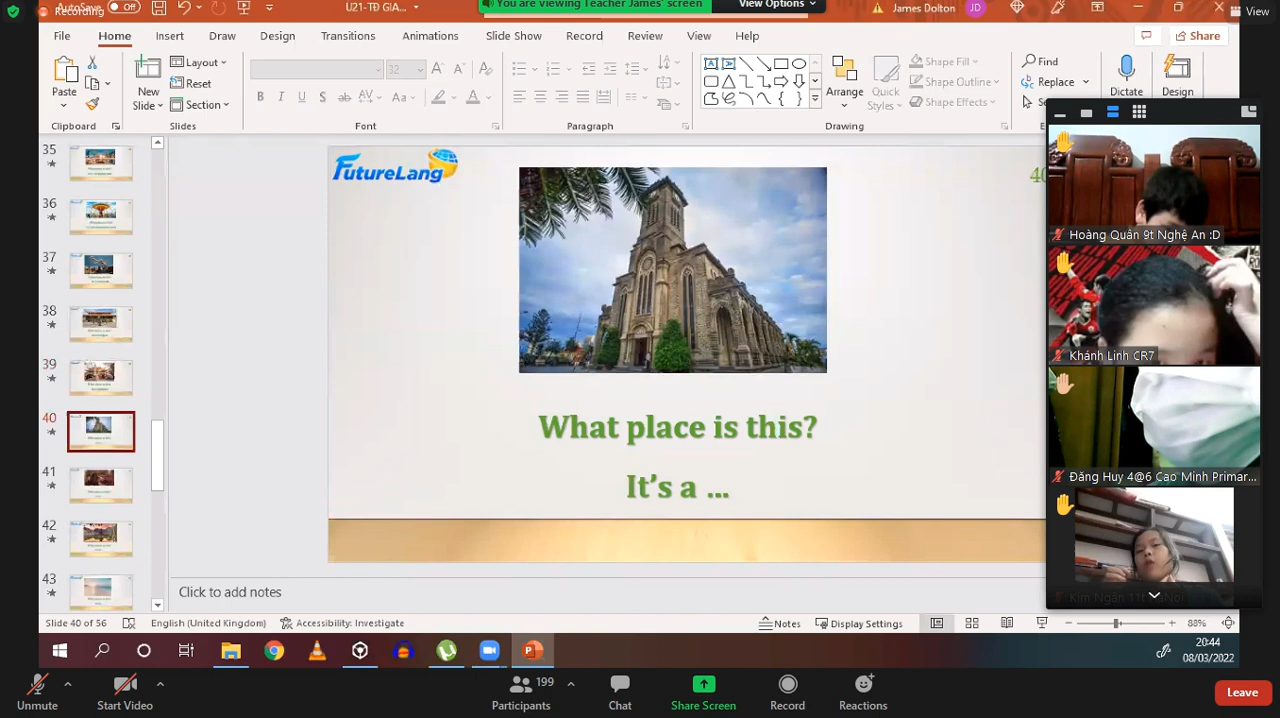 Recording
AutoSave Off
U21-TĐ GIA...
You are viewing Teacher James' screen
View Options
James Dolton
JD
View
File Home Insert Draw Design Transitions Animations Slide Show Record Review View Help
Share
Paste
New Slide
Layout
Reset
Section
32
B I U S ab AV Aa A
Arrange
Quick Styles
Shape Fill
Shape Outline
Shape Effects
Find
Replace
Dictate
Design
Clipboard
Slides
Font
Paragraph
Drawing
35
36
37
38
39
40
41
42
43
FutureLang
What place is this?
It's a ...
Hoàng Quân 9t Nghệ An :D
Khánh Linh CR7
Đăng Huy 4@6 Cao Minh Primar...
Click to add notes
Slide 40 of 56
English (United Kingdom)
Accessibility: Investigate
Notes
Display Settings
88%
20:44
08/03/2022
Unmute
Start Video
199
Participants
Chat
Share Screen
Record
Reactions
Leave